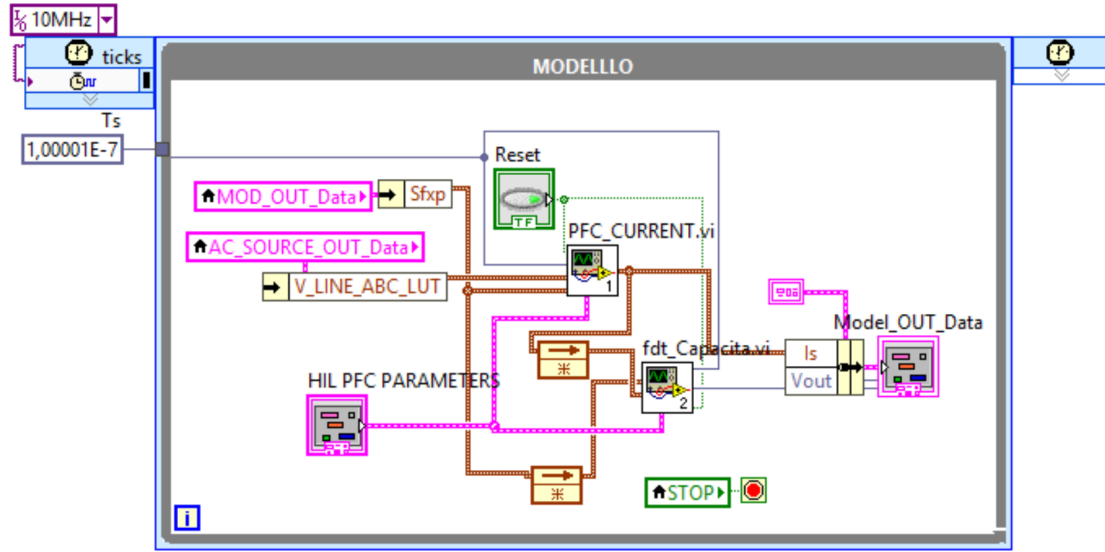 10MHz
ticks
MODELLLO
Ts
1,00001E-7
Reset
MOD_OUT_Data
Sfxp
TF
PFC_CURRENT.vi
AC_SOURCE_OUT_Data
V_LINE_ABC_LUT
1
Model_OUT_Data
fdt_Capacita.vi
Is
HIL PFC PARAMETERS
Vout
2
STOP
i